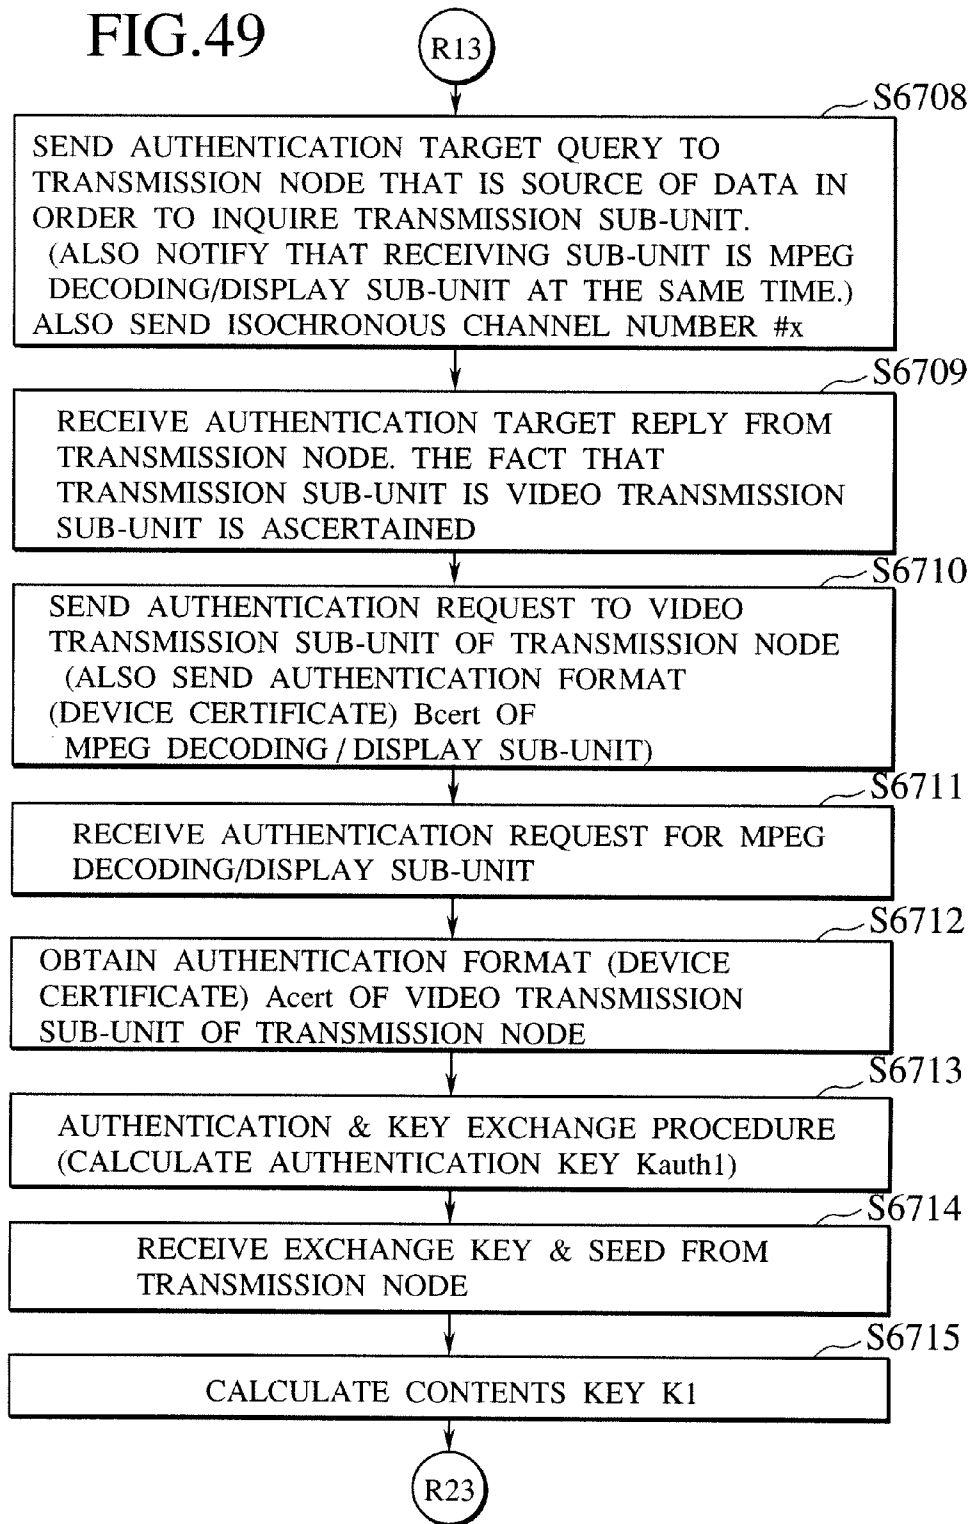 FIG.49
R13
S6708
SEND AUTHENTICATION TARGET QUERY TO
TRANSMISSION NODE THAT IS SOURCE OF DATA IN
ORDER TO INQUIRE TRANSMISSION SUB-UNIT.
(ALSO NOTIFY THAT RECEIVING SUB-UNIT IS MPEG
DECODING/DISPLAY SUB-UNIT AT THE SAME TIME.)
ALSO SEND ISOCHRONOUS CHANNEL NUMBER #x
S6709
RECEIVE AUTHENTICATION TARGET REPLY FROM
TRANSMISSION NODE. THE FACT THAT
TRANSMISSION SUB-UNIT IS VIDEO TRANSMISSION
SUB-UNIT IS ASCERTAINED
S6710
SEND AUTHENTICATION REQUEST TO VIDEO
TRANSMISSION SUB-UNIT OF TRANSMISSION NODE
(ALSO SEND AUTHENTICATION FORMAT
(DEVICE CERTIFICATE) Bcert OF
MPEG DECODING / DISPLAY SUB-UNIT)
S6711
RECEIVE AUTHENTICATION REQUEST FOR MPEG
DECODING/DISPLAY SUB-UNIT
S6712
OBTAIN AUTHENTICATION FORMAT (DEVICE
CERTIFICATE) Acert OF VIDEO TRANSMISSION
SUB-UNIT OF TRANSMISSION NODE
S6713
AUTHENTICATION & KEY EXCHANGE PROCEDURE
(CALCULATE AUTHENTICATION KEY Kauth1)
S6714
RECEIVE EXCHANGE KEY & SEED FROM
TRANSMISSION NODE
S6715
CALCULATE CONTENTS KEY K1
R23